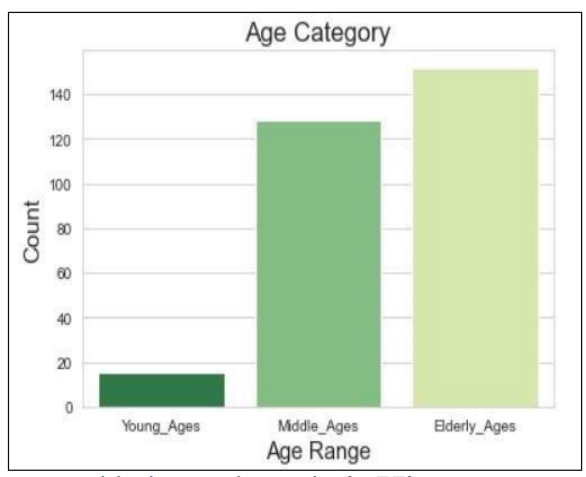 Age Category
Count
140
120
100
80
60
40
20
0
Young_Ages
Middle_Ages
Elderly_Ages
Age Range